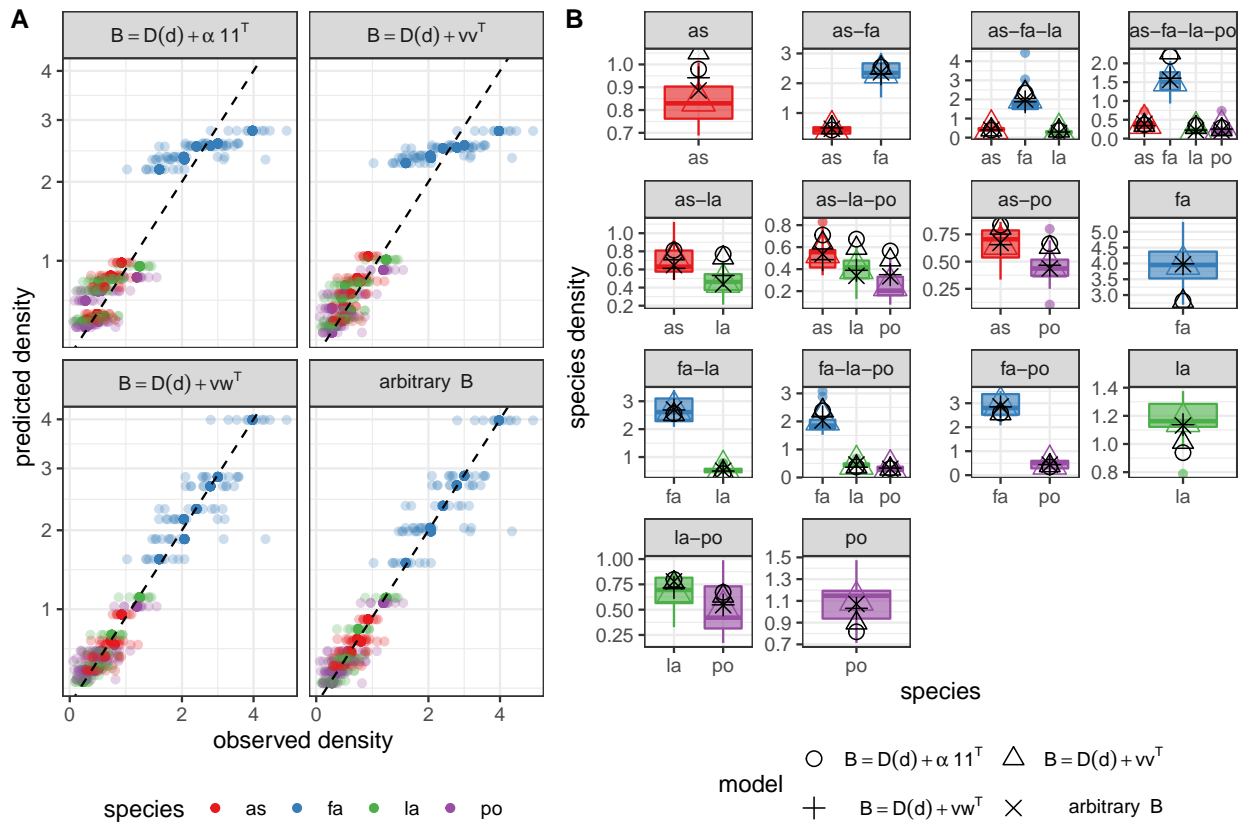 A
B = D(d) + α 11ᵀ
B = D(d) + vvᵀ
4
3
2
1
B = D(d) + vwᵀ
arbitrary B
4
3
2
1
0
2
4
0
2
4
predicted density
observed density
species
as
fa
la
po
B
as
1.0
0.9
0.8
0.7
as
as−fa
3
2
1
as
fa
as−fa−la
4
3
2
1
0
as
fa
la
as−fa−la−po
2.0
1.5
1.0
0.5
0.0
as
fa
la
po
as−la
1.0
0.8
0.6
0.4
0.2
as
la
as−la−po
0.8
0.6
0.4
0.2
as
la
po
as−po
0.75
0.50
0.25
as
po
fa
5.0
4.5
4.0
3.5
3.0
fa
fa−la
3
2
1
fa
la
fa−la−po
3
2
1
0
fa
la
po
fa−po
3
2
1
0
fa
po
la
1.4
1.2
1.0
0.8
la
la−po
1.00
0.75
0.50
0.25
la
po
po
1.5
1.3
1.1
0.9
0.7
po
species density
species
model
B = D(d) + α 11ᵀ
B = D(d) + vvᵀ
B = D(d) + vwᵀ
arbitrary B